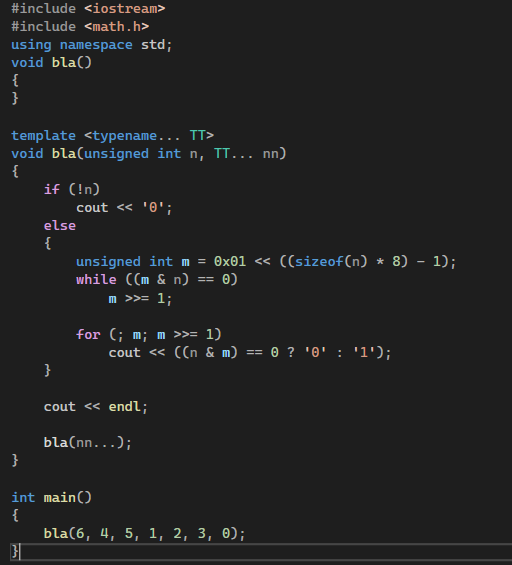 #include <iostream>
#include <math.h>
using namespace std;
void bla()
{
}

template <typename... TT>
void bla(unsigned int n, TT... nn)
{
    if (!n)
        cout << '0';
    else
    {
        unsigned int m = 0x01 << ((sizeof(n) * 8) - 1);
        while ((m & n) == 0)
            m >>= 1;

        for (; m; m >>= 1)
            cout << ((n & m) == 0 ? '0' : '1');
    }

    cout << endl;

    bla(nn...);
}

int main()
{
    bla(6, 4, 5, 1, 2, 3, 0);
}